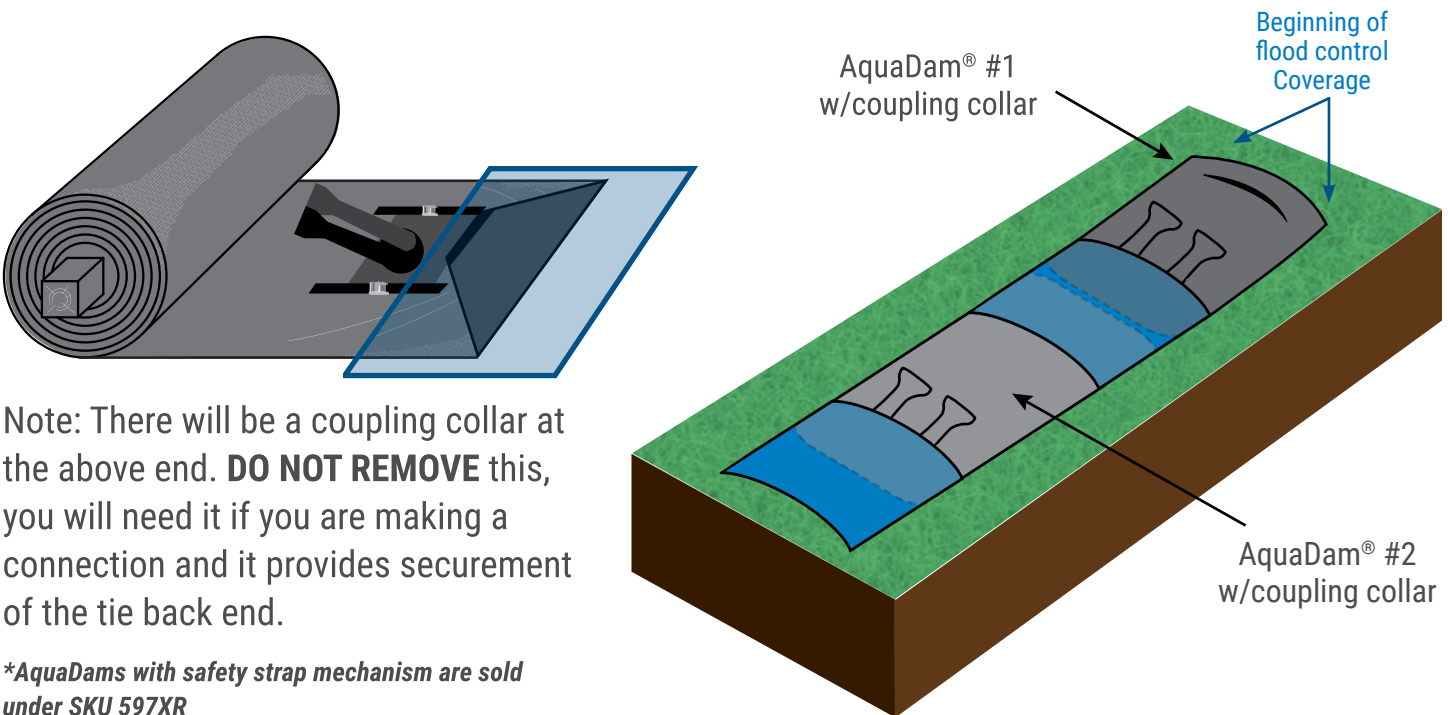 AquaDam® #1
w/coupling collar
Beginning of
flood control
Coverage
Note: There will be a coupling collar at
the above end. DO NOT REMOVE this,
you will need it if you are making a
connection and it provides securement
of the tie back end.
*AquaDams with safety strap mechanism are sold
under SKU 597XR
AquaDam® #2
w/coupling collar